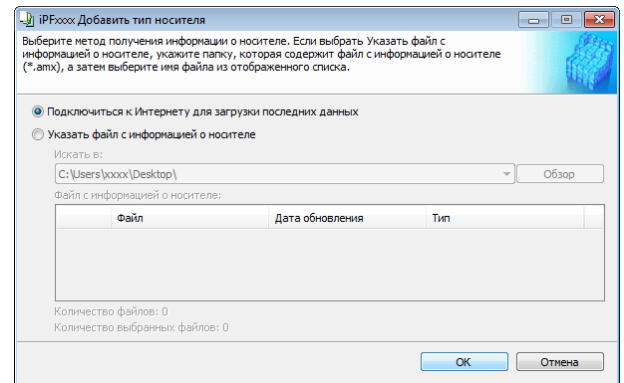 iPFxxxx Добавить тип носителя
Выберите метод получения информации о носителе. Если выбрать Указать файл с
информацией о носителе, укажите папку, которая содержит файл с информацией о носителе
(*.amx), а затем выберите имя файла из отображенного списка.
Подключиться к Интернету для загрузки последних данных
Указать файл с информацией о носителе
Искать в:
C:\Users\xxxx\Desktop\ Обзор
Файл с информацией о носителе:
Файл Дата обновления Тип
Количество файлов: 0
Количество выбранных файлов: 0
OK Отмена